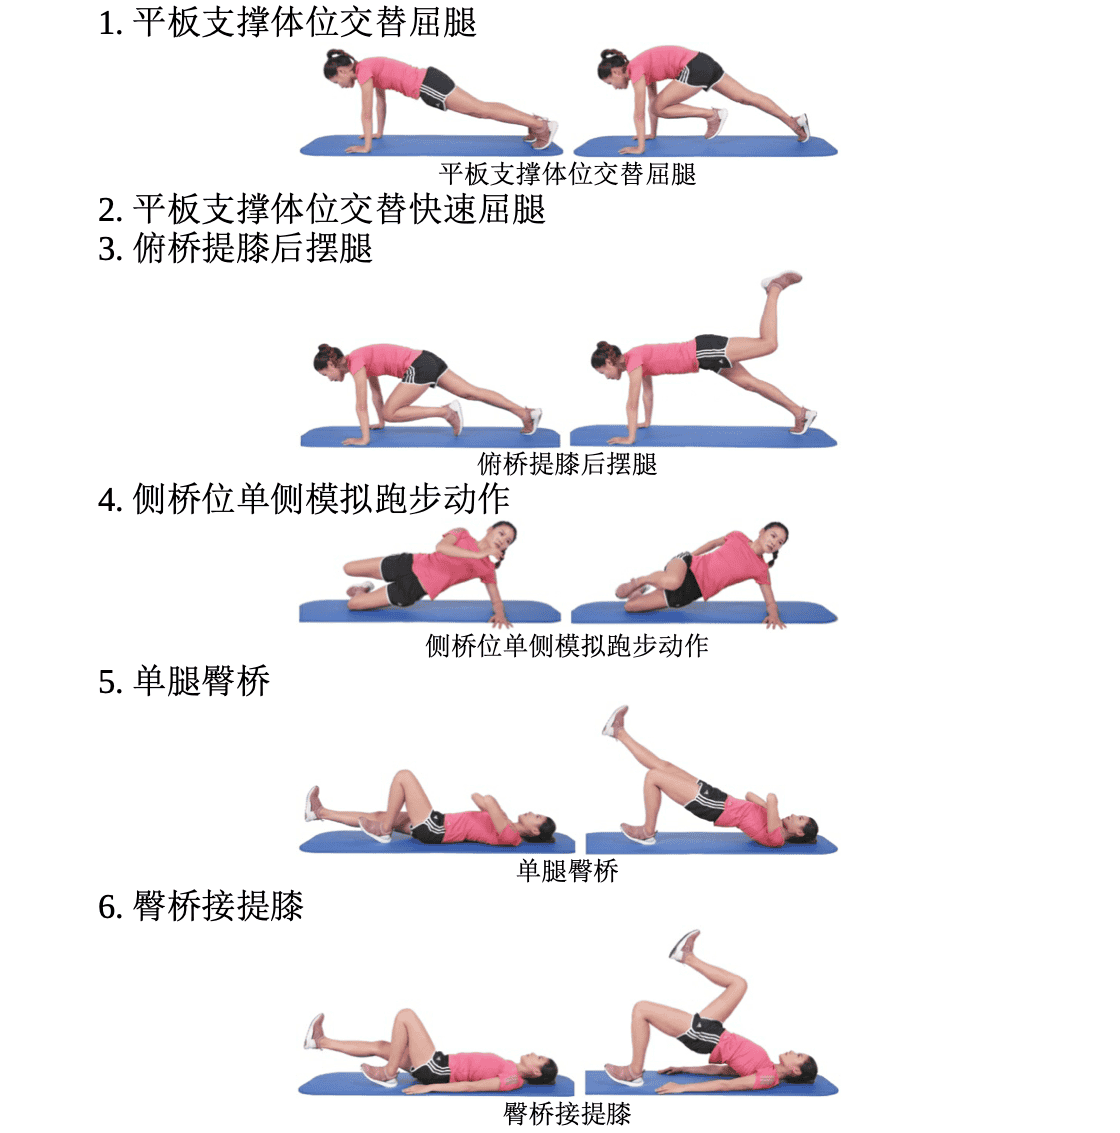 1. 平板支撑体位交替屈腿
平板支撑体位交替屈腿
2. 平板支撑体位交替快速屈腿
3. 俯桥提膝后摆腿
俯桥提膝后摆腿
4. 侧桥位单侧模拟跑步动作
侧桥位单侧模拟跑步动作
5. 单腿臀桥
单腿臀桥
6. 臀桥接提膝
臀桥接提膝